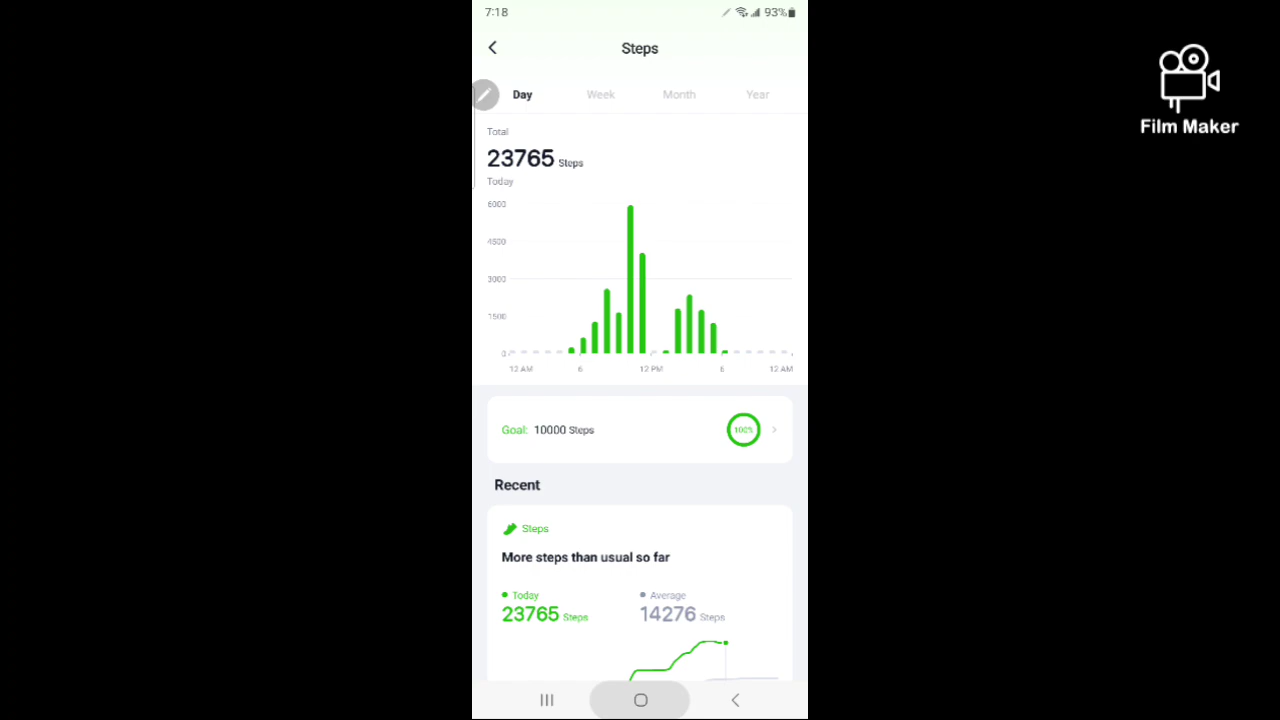 7:18 93%
Steps
Day Week Month Year
Film Maker
Total
23765 Steps
Today
6000
4500
3000
1500
0
12 AM 6 12 PM 6 12 AM
Goal: 10000 Steps 100%
Recent
Steps
More steps than usual so far
Today Average
23765 Steps 14276 Steps